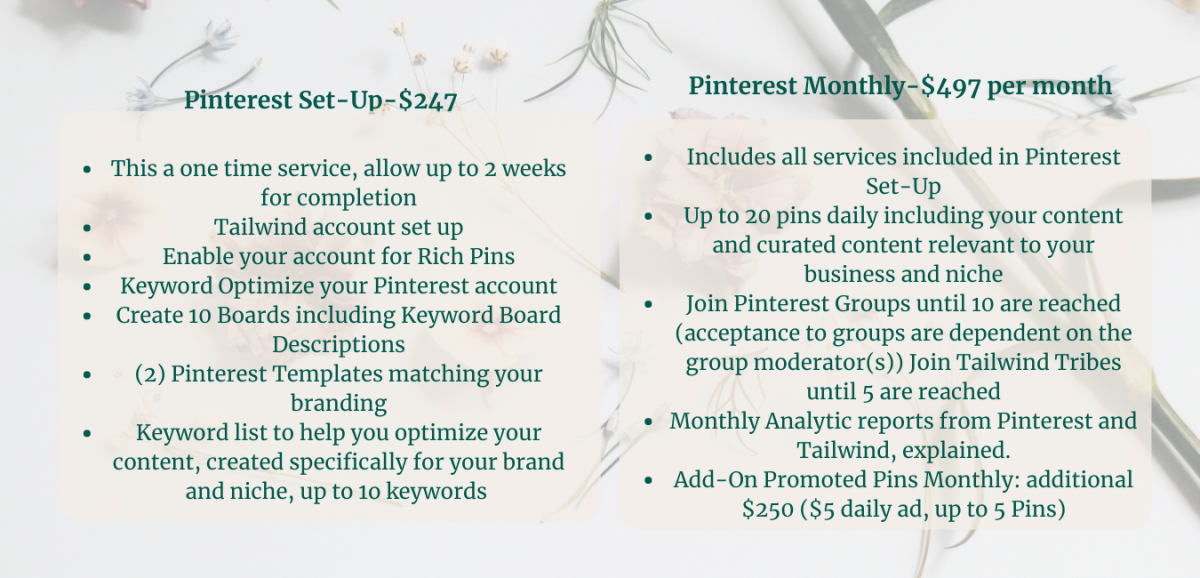 Pinterest Set-Up-$247
• This a one time service, allow up to 2 weeks
for completion
• Tailwind account set up
• Enable your account for Rich Pins
• Keyword Optimize your Pinterest account
• Create 10 Boards including Keyword Board
Descriptions
• (2) Pinterest Templates matching your
branding
• Keyword list to help you optimize your
content, created specifically for your brand
and niche, up to 10 keywords
Pinterest Monthly-$497 per month
• Includes all services included in Pinterest
Set-Up
• Up to 20 pins daily including your content
and curated content relevant to your
business and niche
• Join Pinterest Groups until 10 are reached
(acceptance to groups are dependent on the
group moderator(s)) Join Tailwind Tribes
until 5 are reached
• Monthly Analytic reports from Pinterest and
Tailwind, explained.
• Add-On Promoted Pins Monthly: additional
$250 ($5 daily ad, up to 5 Pins)